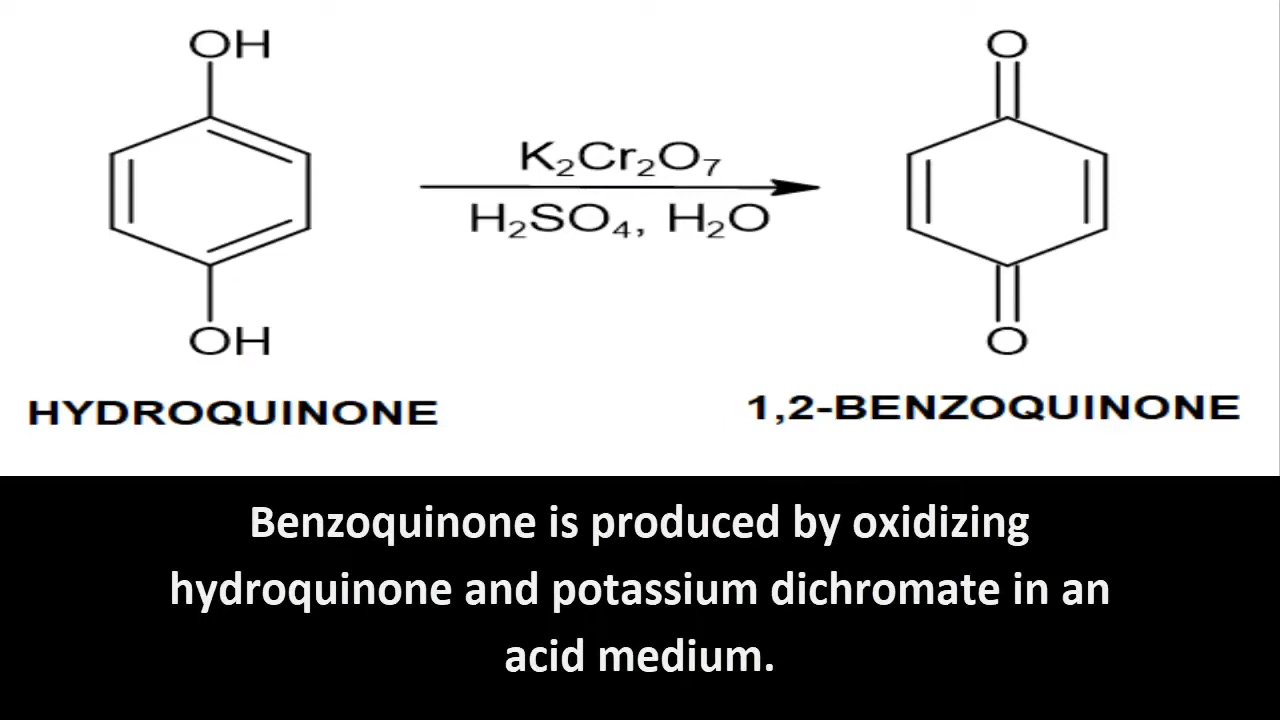 OH
O
K₂Cr₂O₇
H₂SO₄, H₂O
OH
O
HYDROQUINONE
1,2-BENZOQUINONE
Benzoquinone is produced by oxidizing
hydroquinone and potassium dichromate in an
acid medium.